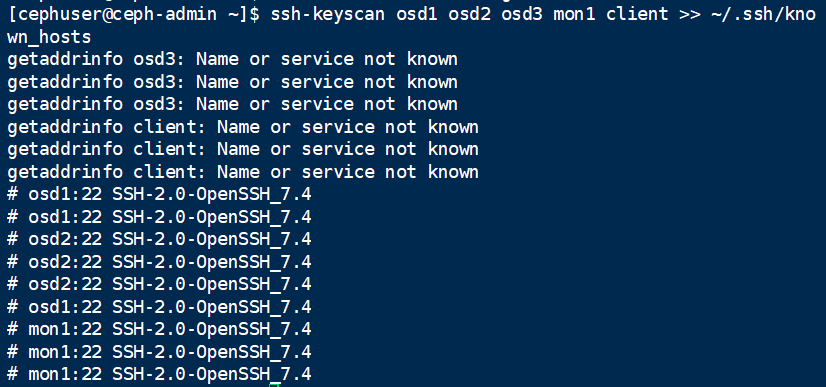 [cephuser@ceph-admin ~]$ ssh-keyscan osd1 osd2 osd3 mon1 client >> ~/.ssh/kno
wn_hosts
getaddrinfo osd3: Name or service not known
getaddrinfo osd3: Name or service not known
getaddrinfo osd3: Name or service not known
getaddrinfo client: Name or service not known
getaddrinfo client: Name or service not known
getaddrinfo client: Name or service not known
# osd1:22 SSH-2.0-OpenSSH_7.4
# osd1:22 SSH-2.0-OpenSSH_7.4
# osd2:22 SSH-2.0-OpenSSH_7.4
# osd2:22 SSH-2.0-OpenSSH_7.4
# osd2:22 SSH-2.0-OpenSSH_7.4
# osd1:22 SSH-2.0-OpenSSH_7.4
# mon1:22 SSH-2.0-OpenSSH_7.4
# mon1:22 SSH-2.0-OpenSSH_7.4
# mon1:22 SSH-2.0-OpenSSH_7.4